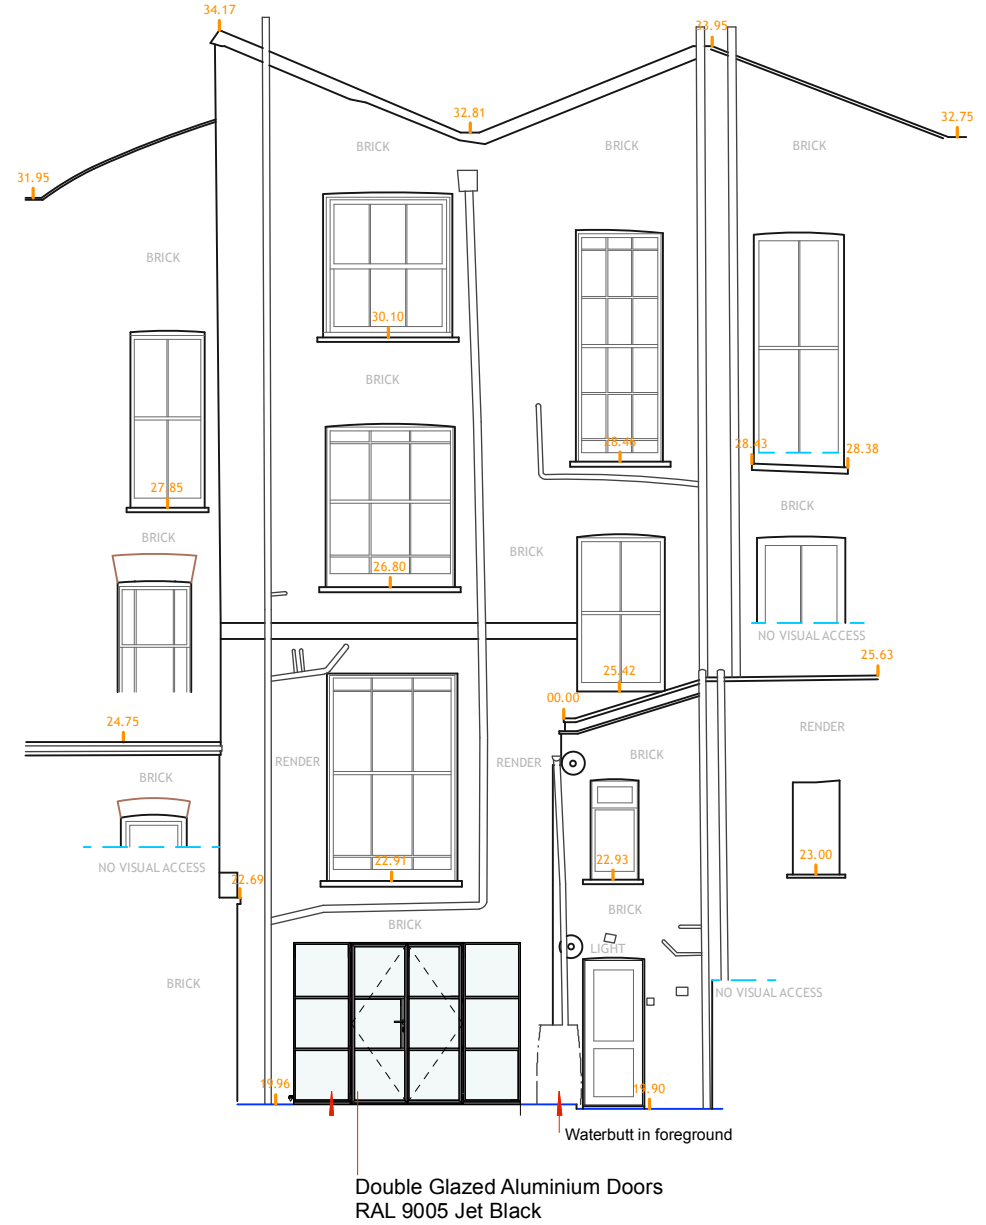 34.17
33.95
32.81
32.75
BRICK
BRICK
BRICK
31.95
BRICK
30.10
BRICK
28.43
28.38
27.85
BRICK
BRICK
BRICK
26.80
NO VISUAL ACCESS
25.63
25.42
00.00
24.75
RENDER
BRICK
RENDER
RENDER
BRICK
22.91
22.93
23.00
NO VISUAL ACCESS
22.69
BRICK
BRICK
LIGHT
BRICK
NO VISUAL ACCESS
19.96
19.90
Waterbutt in foreground
Double Glazed Aluminium Doors
RAL 9005 Jet Black